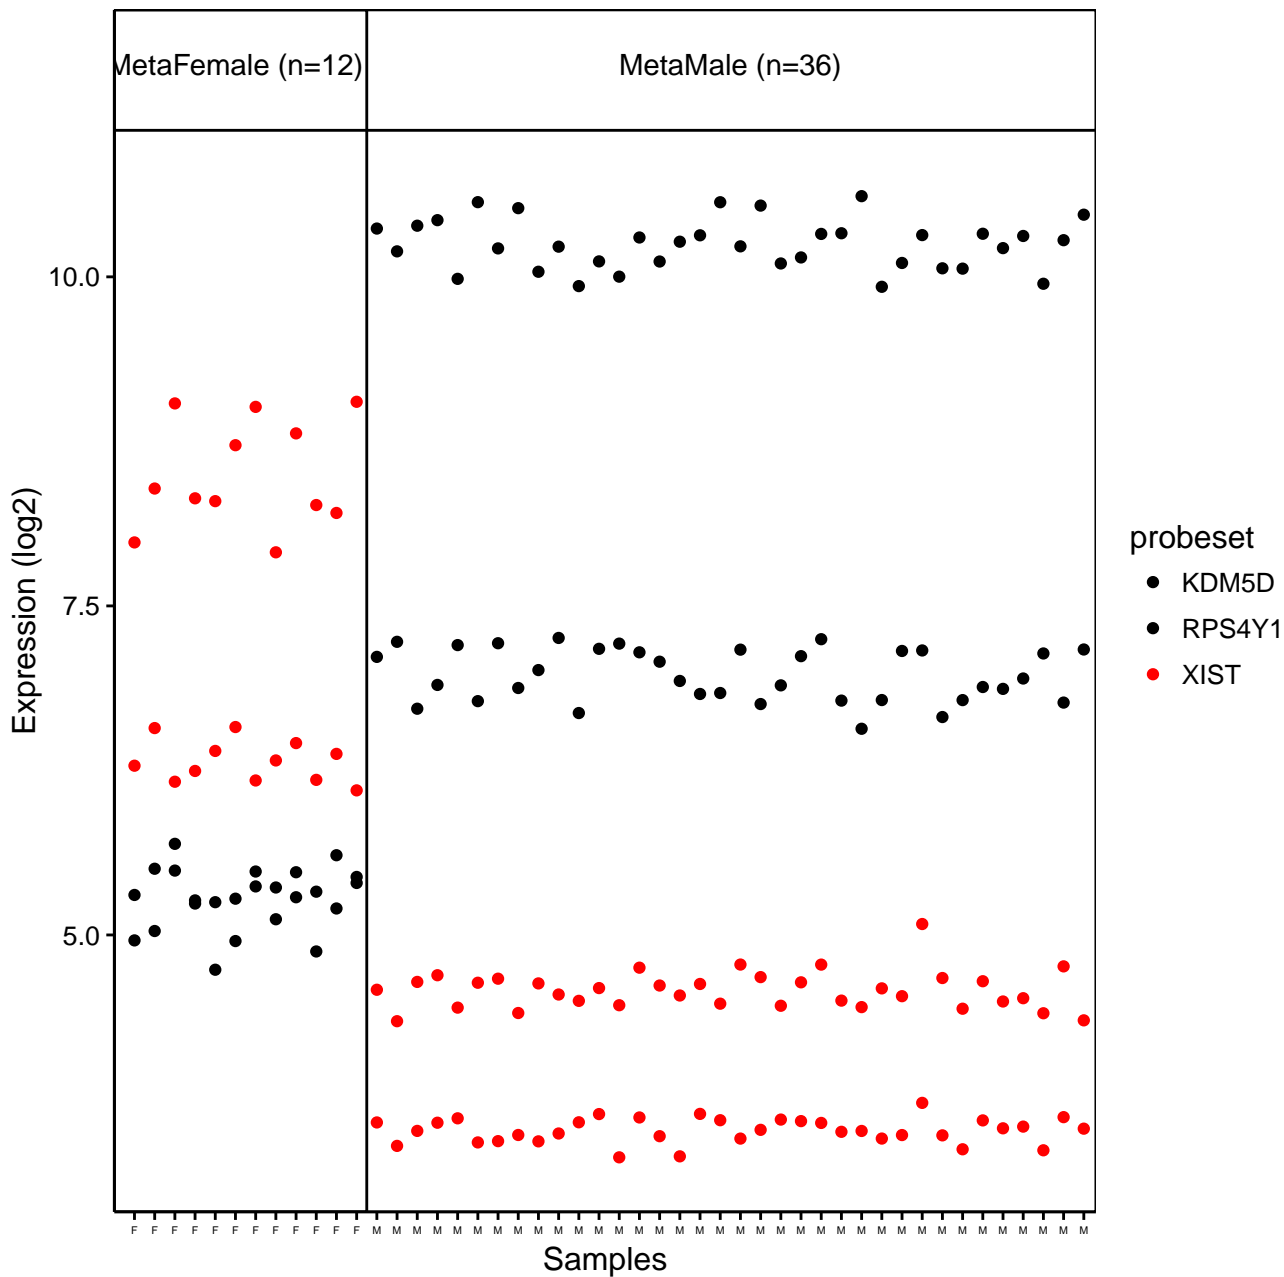 MetaFemale (n=12)
MetaMale (n=36)
10.0
7.5
5.0
Expression (log2)
F F F F F F F F F F F F M M M M M M M M M M M M M M M M M M M M M M M M M M M M M M M M M M M M
Samples
probeset
KDM5D
RPS4Y1
XIST